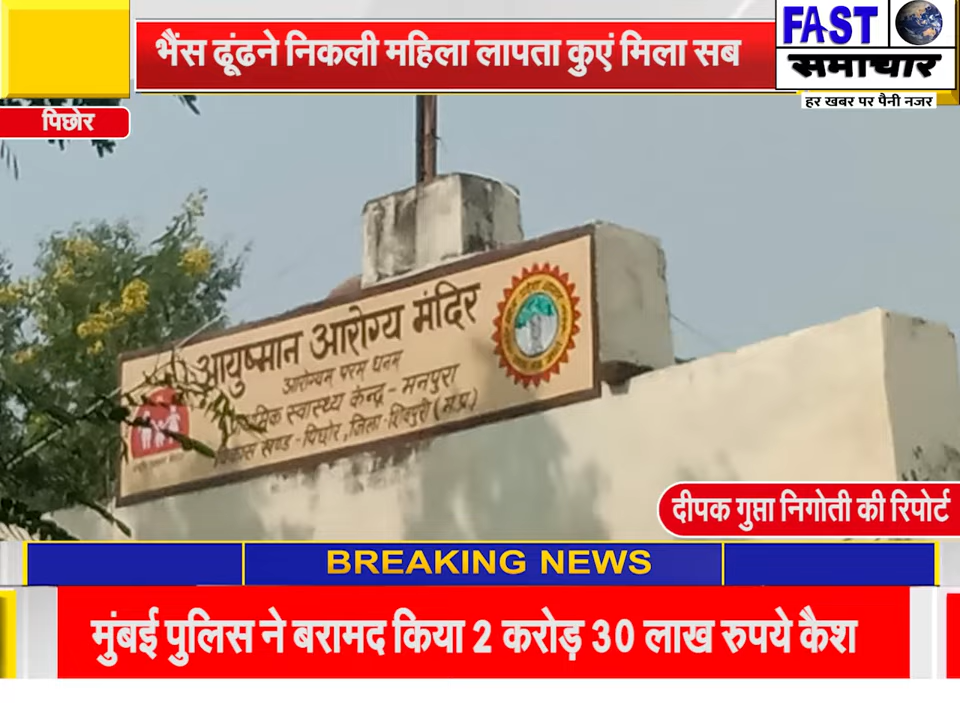 भैंस ढूंढने निकली महिला लापता कुएं मिला सब
FAST
समाचार
हर खबर पर पैनी नजर
पिछोर
आयुष्मान आरोग्य मंदिर
आरोग्यम परम धनम
स्वास्थ्य केन्द्र - मनपुरा
विकास खण्ड - पिछोर, जिला - शिवपुरी (म.प्र.)
दीपक गुप्ता निगोती की रिपोर्ट
BREAKING NEWS
मुंबई पुलिस ने बरामद किया 2 करोड़ 30 लाख रुपये कैश